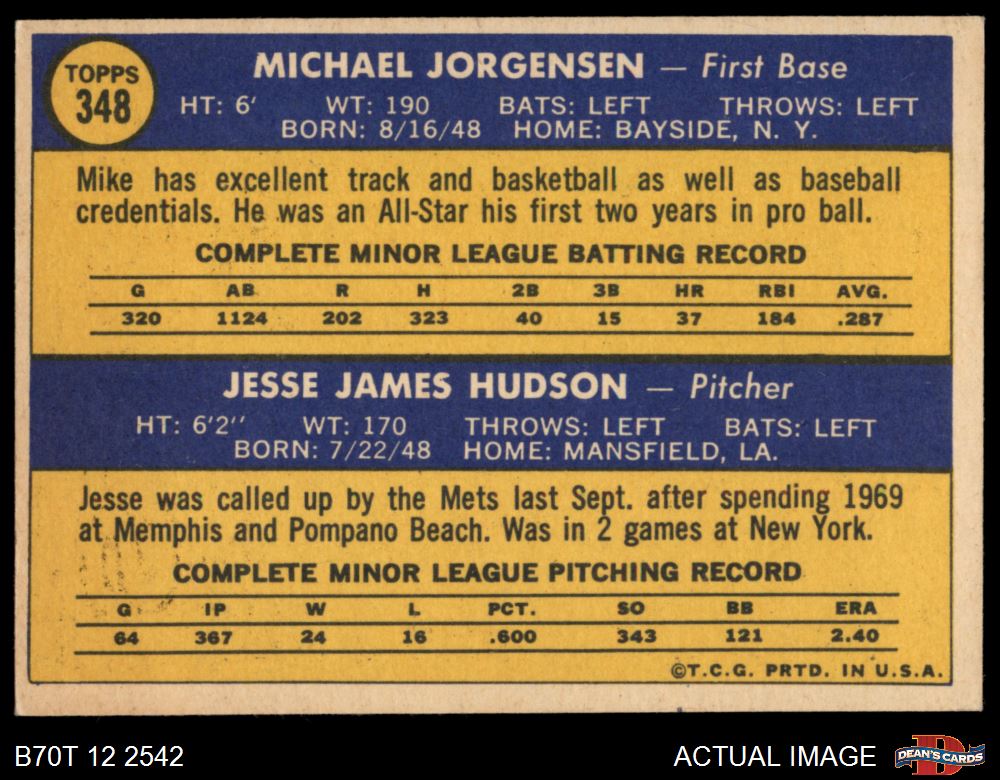 TOPPS
348
MICHAEL JORGENSEN — First Base
HT: 6' WT: 190 BATS: LEFT THROWS: LEFT
BORN: 8/16/48 HOME: BAYSIDE, N. Y.
Mike has excellent track and basketball as well as baseball
credentials. He was an All-Star his first two years in pro ball.
COMPLETE MINOR LEAGUE BATTING RECORD
G AB R H 2B 3B HR RBI AVG.
320 1124 202 323 40 15 37 184 .287
JESSE JAMES HUDSON — Pitcher
HT: 6'2'' WT: 170 THROWS: LEFT BATS: LEFT
BORN: 7/22/48 HOME: MANSFIELD, LA.
Jesse was called up by the Mets last Sept. after spending 1969
at Memphis and Pompano Beach. Was in 2 games at New York.
COMPLETE MINOR LEAGUE PITCHING RECORD
G IP W L PCT. SO BB ERA
64 367 24 16 .600 343 121 2.40
©T.C.G. PRTD. IN U.S.A.
B70T 12 2542 ACTUAL IMAGE DEAN'S CARDS